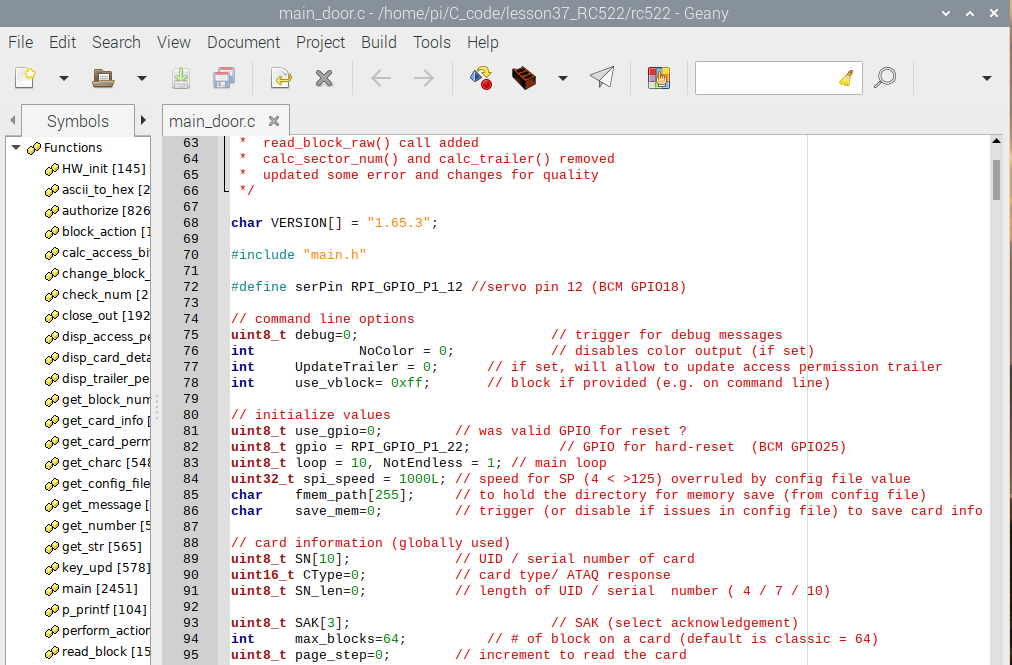 main_door.c - /home/pi/C_code/lesson37_RC522/rc522 - Geany
File Edit Search View Document Project Build Tools Help
Symbols
main_door.c
Functions
HW_init [145]
ascii_to_hex [2
authorize [826
block_action [1
calc_access_bi
change_block_
check_num [2
close_out [192
disp_access_pe
disp_card_deta
disp_trailer_pe
get_block_num
get_card_info [
get_card_perm
get_charc [548
get_config_file
get_message [
get_number [5
get_str [565]
key_upd [578]
main [2451]
p_printf [104]
perform_action
read_block [15
63 * read_block_raw() call added
64 * calc_sector_num() and calc_trailer() removed
65 * updated some error and changes for quality
66 */
67
68 char VERSION[] = "1.65.3";
69
70 #include "main.h"
71
72 #define serPin RPI_GPIO_P1_12 //servo pin 12 (BCM GPIO18)
73
74 // command line options
75 uint8_t debug=0; // trigger for debug messages
76 int NoColor = 0; // disables color output (if set)
77 int UpdateTrailer = 0; // if set, will allow to update access permission trailer
78 int use_vblock= 0xff; // block if provided (e.g. on command line)
79
80 // initialize values
81 uint8_t use_gpio=0; // was valid GPIO for reset ?
82 uint8_t gpio = RPI_GPIO_P1_22; // GPIO for hard-reset (BCM GPIO25)
83 uint8_t loop = 10, NotEndless = 1; // main loop
84 uint32_t spi_speed = 1000L; // speed for SP (4 < >125) overruled by config file value
85 char fmem_path[255]; // to hold the directory for memory save (from config file)
86 char save_mem=0; // trigger (or disable if issues in config file) to save card info
87
88 // card information (globally used)
89 uint8_t SN[10]; // UID / serial number of card
90 uint16_t CType=0; // card type/ ATAQ response
91 uint8_t SN_len=0; // length of UID / serial number ( 4 / 7 / 10)
92
93 uint8_t SAK[3]; // SAK (select acknowledgement)
94 int max_blocks=64; // # of block on a card (default is classic = 64)
95 uint8_t page_step=0; // increment to read the card